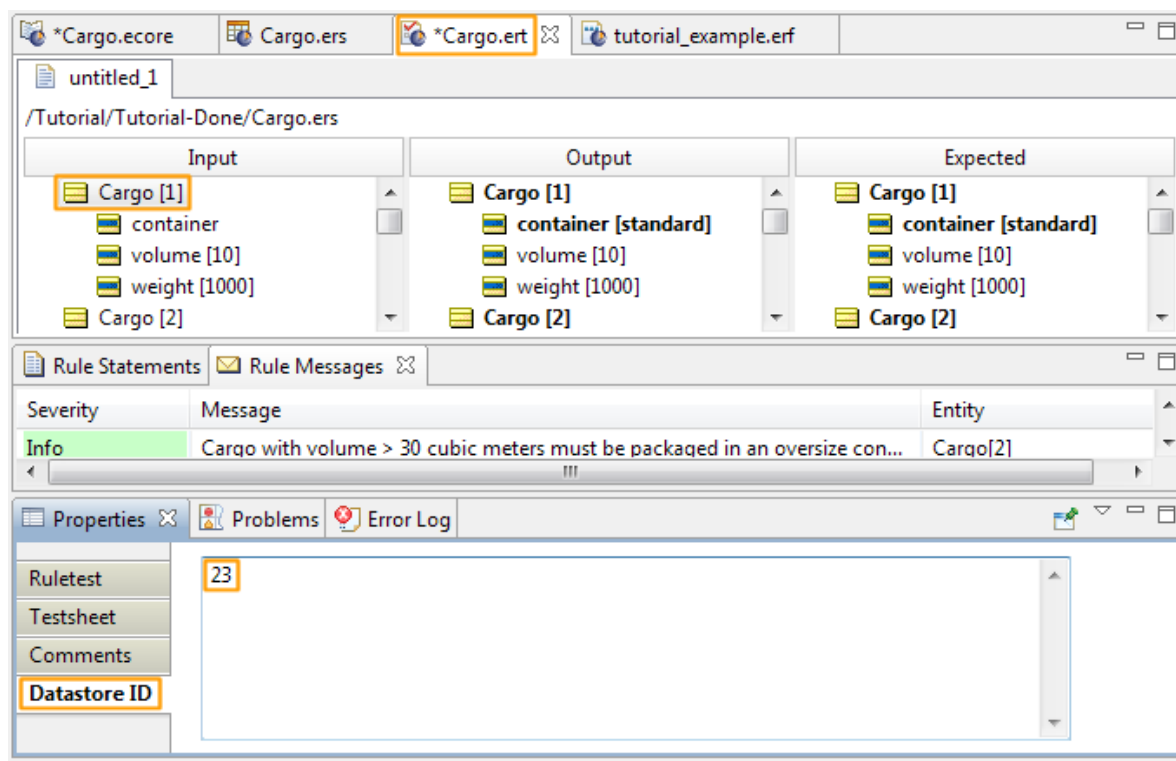 *Cargo.ecore Cargo.ers *Cargo.ert tutorial_example.erf
untitled_1
/Tutorial/Tutorial-Done/Cargo.ers
Input Output Expected
Cargo [1] Cargo [1] Cargo [1]
container container [standard] container [standard]
volume [10] volume [10] volume [10]
weight [1000] weight [1000] weight [1000]
Cargo [2] Cargo [2] Cargo [2]
Rule Statements Rule Messages
Severity Message Entity
Info Cargo with volume > 30 cubic meters must be packaged in an oversize con... Cargo[2]
Properties Problems Error Log
Ruletest 23
Testsheet
Comments
Datastore ID